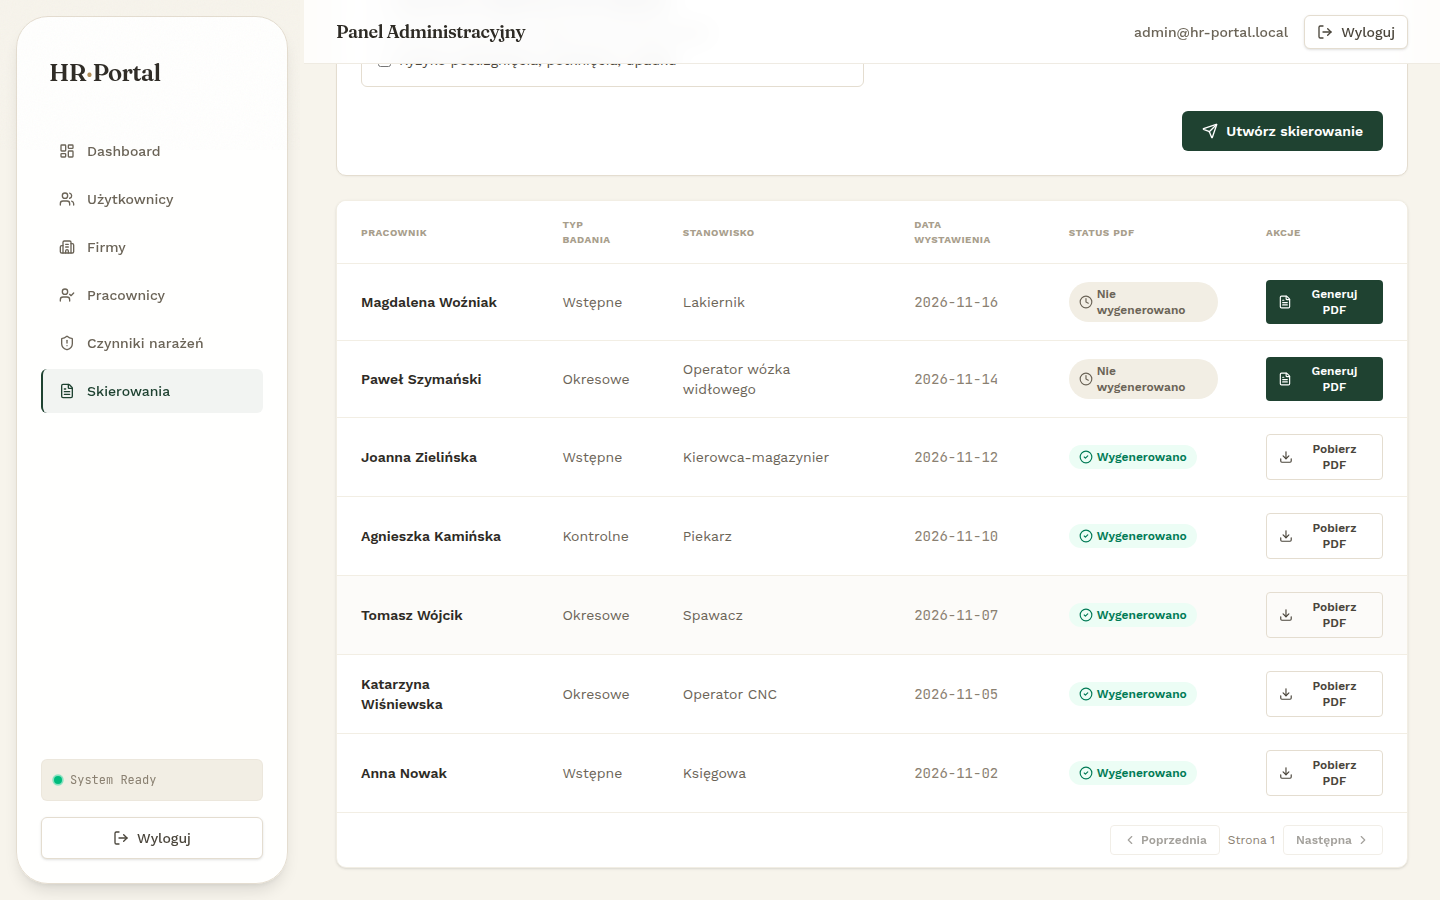 HR·Portal
Dashboard
Użytkownicy
Firmy
Pracownicy
Czynniki narażeń
Skierowania
System Ready
Wyloguj
Panel Administracyjny
admin@hr-portal.local
Wyloguj
Utwórz skierowanie
PRACOWNIK
TYP
BADANIA
STANOWISKO
DATA
WYSTAWIENIA
STATUS PDF
AKCJE
Magdalena Woźniak
Wstępne
Lakiernik
2026-11-16
Nie
wygenerowano
Generuj
PDF
Paweł Szymański
Okresowe
Operator wózka
widłowego
2026-11-14
Nie
wygenerowano
Generuj
PDF
Joanna Zielińska
Wstępne
Kierowca-magazynier
2026-11-12
Wygenerowano
Pobierz
PDF
Agnieszka Kamińska
Kontrolne
Piekarz
2026-11-10
Wygenerowano
Pobierz
PDF
Tomasz Wójcik
Okresowe
Spawacz
2026-11-07
Wygenerowano
Pobierz
PDF
Katarzyna
Wiśniewska
Okresowe
Operator CNC
2026-11-05
Wygenerowano
Pobierz
PDF
Anna Nowak
Wstępne
Księgowa
2026-11-02
Wygenerowano
Pobierz
PDF
Poprzednia
Strona 1
Następna